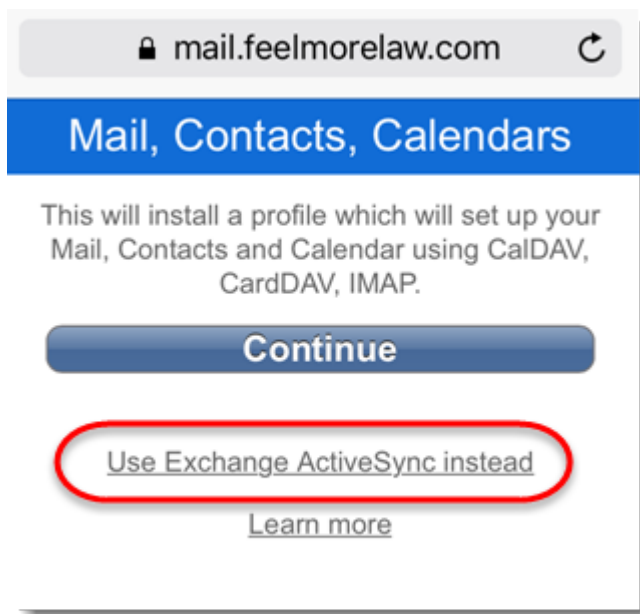 mail.feelmorelaw.com
Mail, Contacts, Calendars
This will install a profile which will set up your
Mail, Contacts and Calendar using CalDAV,
CardDAV, IMAP.
Continue
Use Exchange ActiveSync instead
Learn more